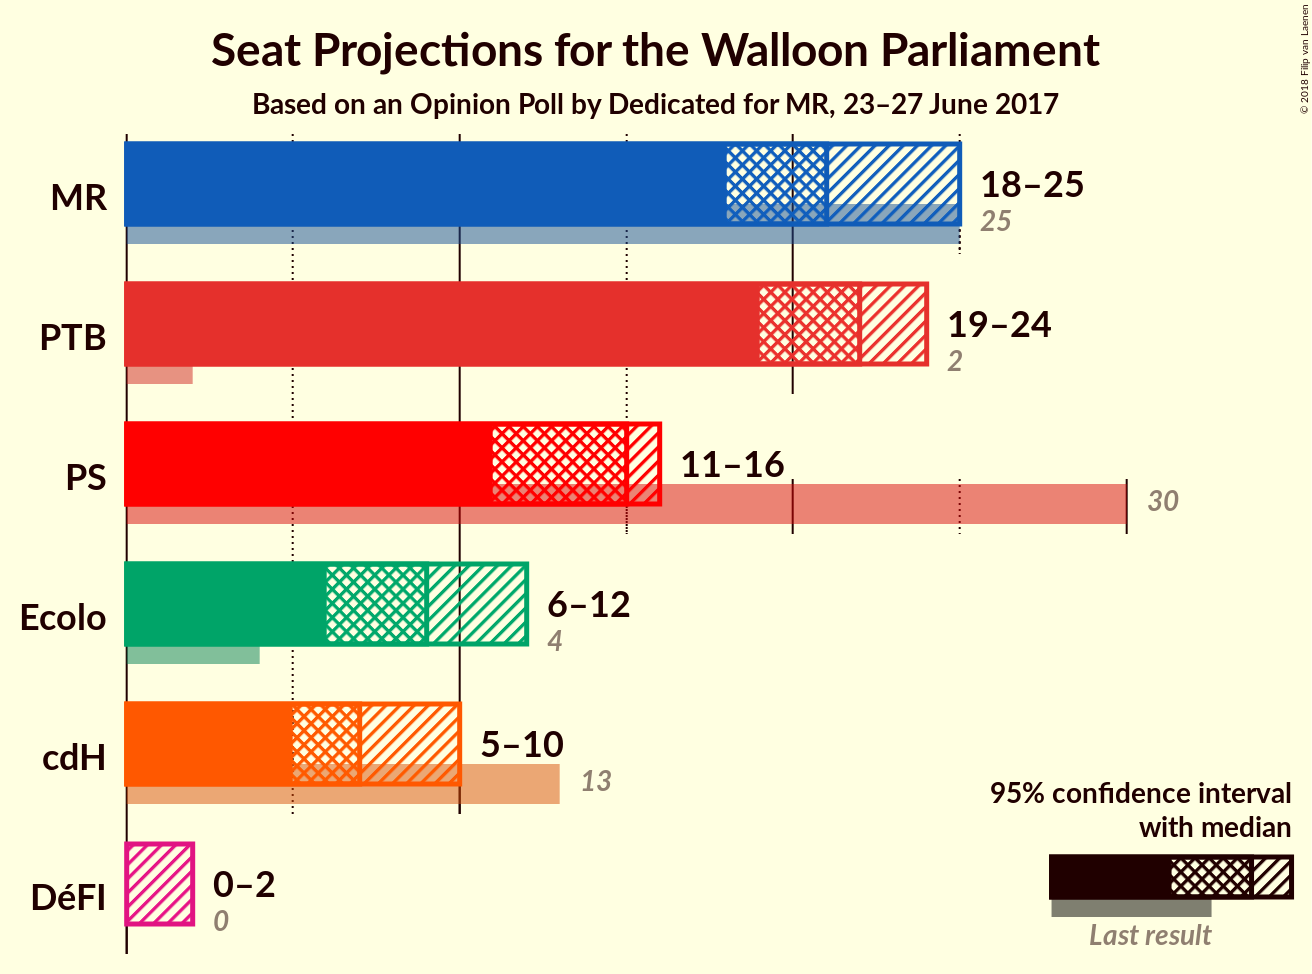 Seat Projections for the Walloon Parliament
Based on an Opinion Poll by Dedicated for MR, 23–27 June 2017
© 2018 Filip van Laenen
MR
18–25
25
PTB
19–24
2
PS
11–16
30
Ecolo
6–12
4
cdH
5–10
13
DéFI
0–2
0
95% confidence interval
with median
Last result